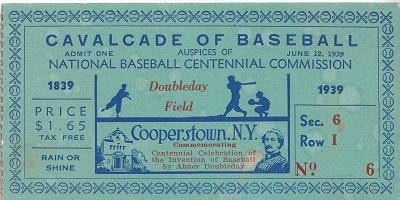 CAVALCADE OF BASEBALL
ADMIT ONE
AUSPICES OF
JUNE 12, 1939
NATIONAL BASEBALL CENTENNIAL COMMISSION
1839
Doubleday
Field
1939
PRICE
$1.65
TAX FREE
RAIN OR
SHINE
Cooperstown, N.Y.
Commemorating
Centennial Celebration of
the Invention of Baseball
by Abner Doubleday
Sec. 6
Row I
No. 6